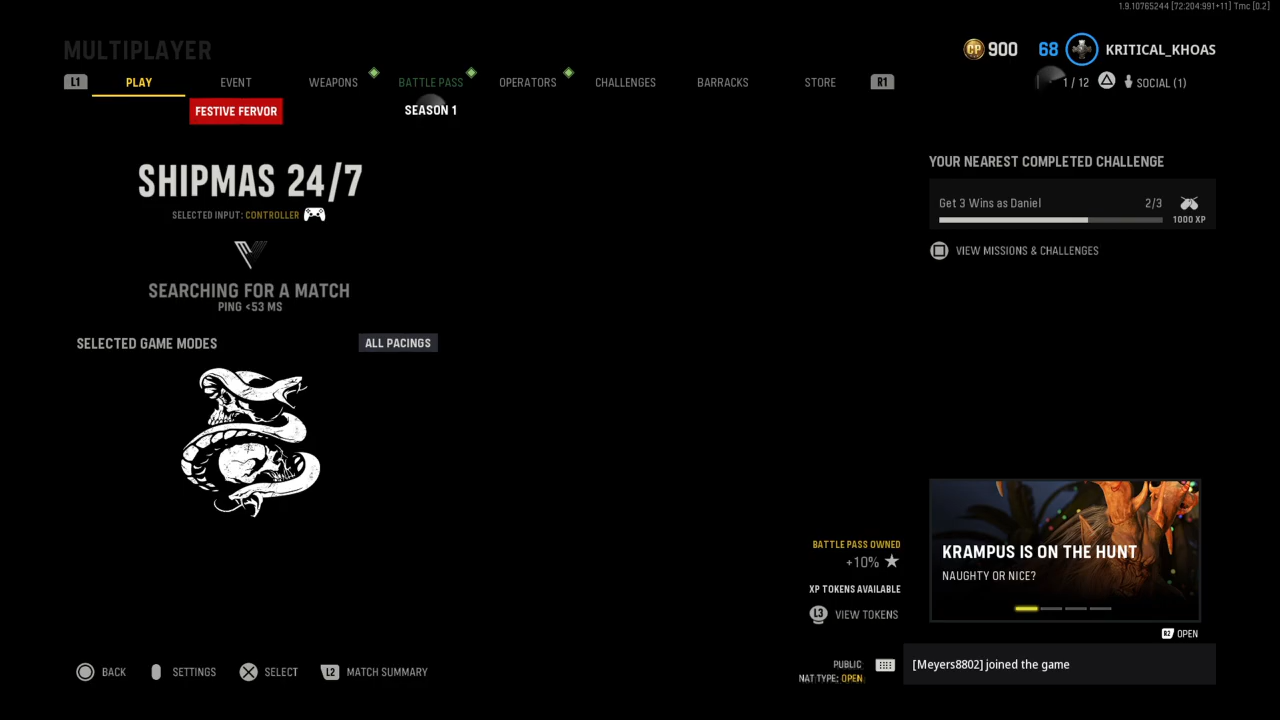 1.9.10765244 [72:204:991+11] Tmc [0.2]
MULTIPLAYER
CP 900 68 KRITICAL_KHOAS
L1 PLAY EVENT WEAPONS BATTLE PASS OPERATORS CHALLENGES BARRACKS STORE R1
1 / 12 SOCIAL (1)
FESTIVE FERVOR SEASON 1
SHIPMAS 24/7
SELECTED INPUT: CONTROLLER
SEARCHING FOR A MATCH
PING <53 MS
SELECTED GAME MODES ALL PACINGS
YOUR NEAREST COMPLETED CHALLENGE
Get 3 Wins as Daniel 2/3
1000 XP
VIEW MISSIONS & CHALLENGES
BATTLE PASS OWNED
+10%
XP TOKENS AVAILABLE
L3 VIEW TOKENS
KRAMPUS IS ON THE HUNT
NAUGHTY OR NICE?
R2 OPEN
BACK SETTINGS SELECT L2 MATCH SUMMARY
PUBLIC
NAT TYPE: OPEN
[Meyers8802] joined the game